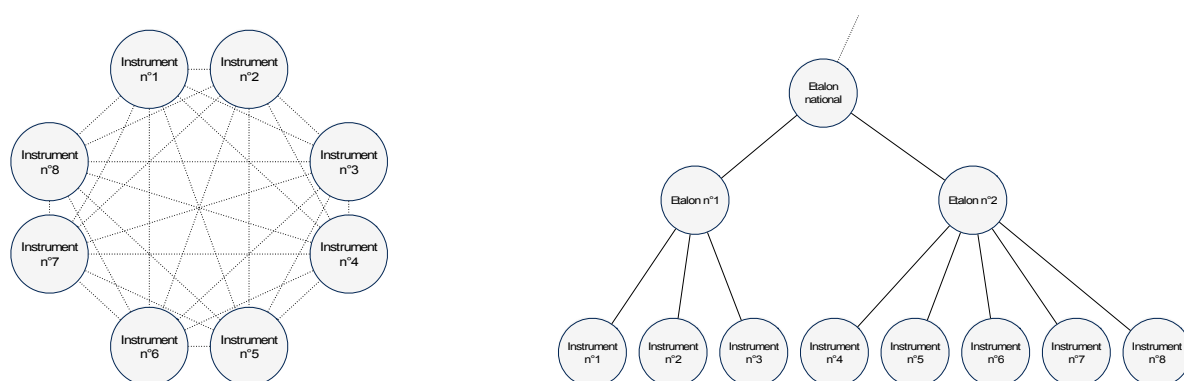 Instrument
n°1
Instrument
n°2
Instrument
n°8
Instrument
n°3
Instrument
n°7
Instrument
n°4
Instrument
n°6
Instrument
n°5
Etalon
national
Etalon n°1
Etalon n°2
Instrument
n°1
Instrument
n°2
Instrument
n°3
Instrument
n°4
Instrument
n°5
Instrument
n°6
Instrument
n°7
Instrument
n°8